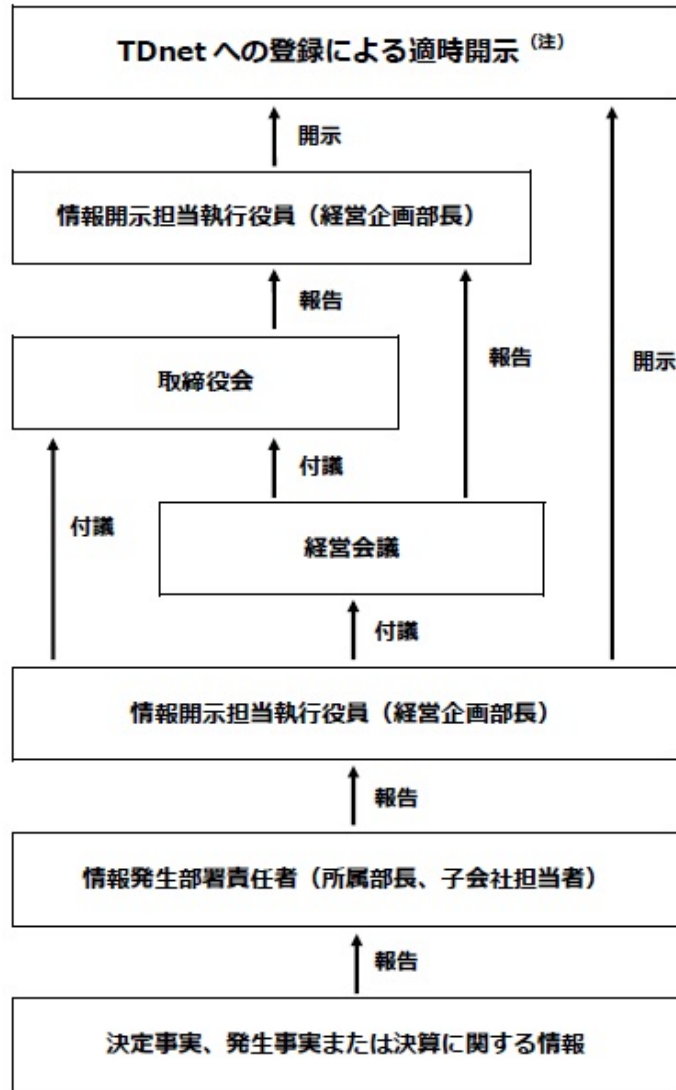 TDnet への登録による適時開示 (注)
開示
情報開示担当執行役員（経営企画部長）
報告
報告
開示
取締役会
付議
付議
経営会議
付議
情報開示担当執行役員（経営企画部長）
報告
情報発生部署責任者（所属部長、子会社担当者）
報告
決定事実、発生事実または決算に関する情報